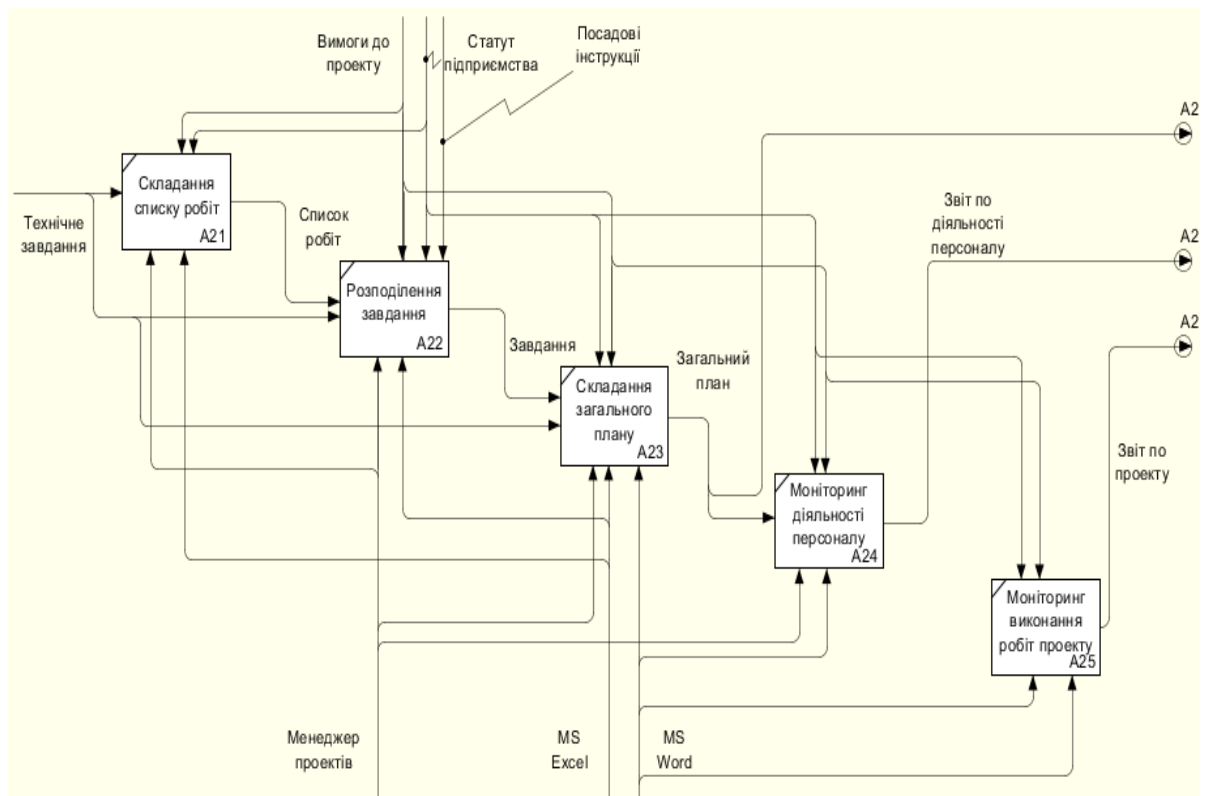 Вимоги до
проекту
Статут
підприємства
Посадові
інструкції
A2
Складання
списку робіт
A21
Технічне
завдання
Список
робіт
Звіт по
діяльності
персоналу
A2
Розподілення
завдання
A22
Завдання
A2
Складання
загального
плану
A23
Загальний
план
Звіт по
проекту
Моніторинг
діяльності
персоналу
A24
Моніторинг
виконання
робіт проекту
A25
Менеджер
проектів
MS
Excel
MS
Word